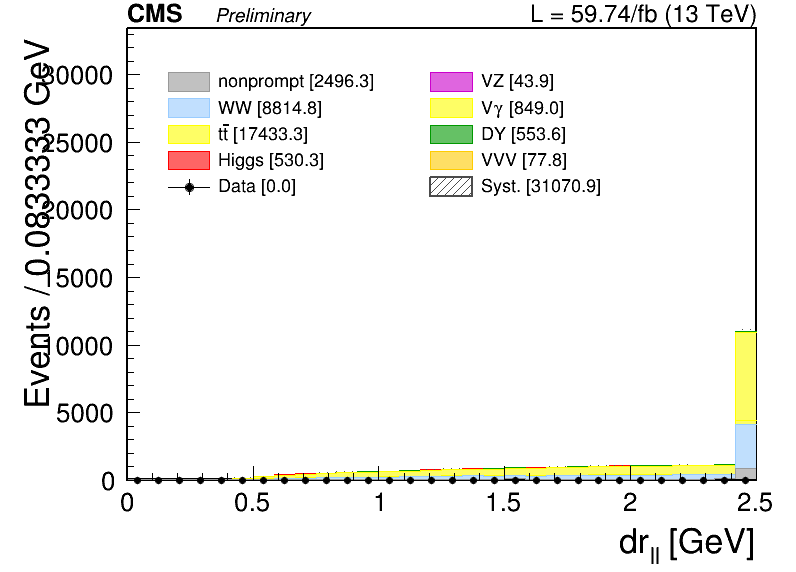 CMS Preliminary L = 59.74/fb (13 TeV)
Events / 0.0833333 GeV
30000
25000
20000
15000
10000
5000
0
nonprompt [2496.3]
WW [8814.8]
tt̄ [17433.3]
Higgs [530.3]
Data [0.0]
VZ [43.9]
Vγ [849.0]
DY [553.6]
VVV [77.8]
Syst. [31070.9]
0 0.5 1 1.5 2 2.5
dr_ll [GeV]